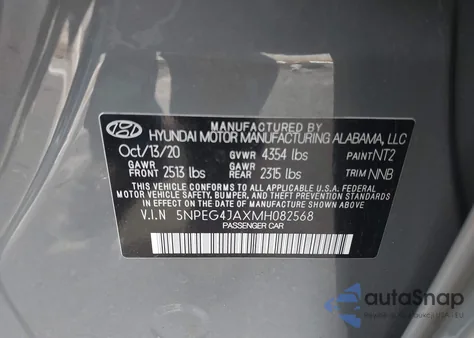 MANUFACTURED BY
HYUNDAI MOTOR MANUFACTURING ALABAMA, LLC
Oct/13/20 GVWR 4354 lbs PAINT NT2
GAWR FRONT 2513 lbs GAWR REAR 2315 lbs TRIM NNB
THIS VEHICLE CONFORMS TO ALL APPLICABLE U.S. FEDERAL
MOTOR VEHICLE SAFETY, BUMPER, AND THEFT PREVENTION
STANDARDS IN EFFECT ON THE DATE OF MANUFACTURE SHOWN ABOVE.
V.I.N 5NPEG4JAXMH082568
PASSENGER CAR
autoSnap